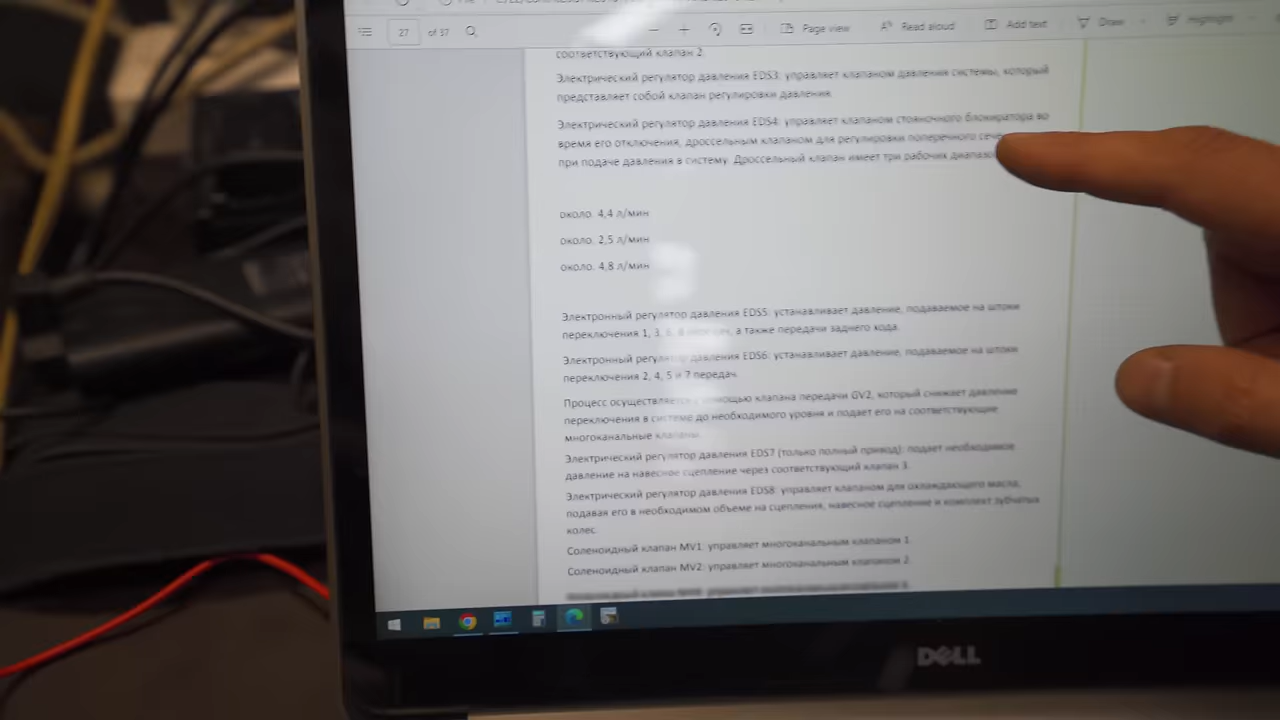 27 of 37 Page view Read aloud Add text Draw Highlight
соответствующий клапан 2.
Электрический регулятор давления EDS3: управляет клапаном давления системы, который
представляет собой клапан регулировки давления.
Электрический регулятор давления EDS4: управляет клапаном стояночного блокиратора во
время его отключения, дроссельным клапаном для регулировки поперечного
при подаче давления в систему. Дроссельный клапан имеет три рабочих
около. 4,4 л/мин
около. 2,5 л/мин
около. 4,8 л/мин
Электронный регулятор давления EDS5: устанавливает давление, подаваемое на штоки
переключения 1, 3, а также передачи заднего хода.
Электронный регулятор давления EDS6: устанавливает давление, подаваемое на штоки
переключения 2, 4, 5 и 7 передач.
Процесс осуществляется с помощью клапана передачи GV2, который снижает давление
переключения в системе до необходимого уровня и подает его на соответствующие
многоканальные клапаны.
Электрический регулятор давления EDS7 (только полный привод): подает необходимое
давление на навесное сцепление через соответствующий клапан 3.
Электрический регулятор давления EDS8: управляет клапаном для охлаждающего масла,
подавая его в необходимом объеме на сцепления, навесное сцепление и комплект зубчатых
колес.
Соленоидный клапан MV1: управляет многоканальным клапаном 1.
Соленоидный клапан MV2: управляет многоканальным клапаном 2.
DELL